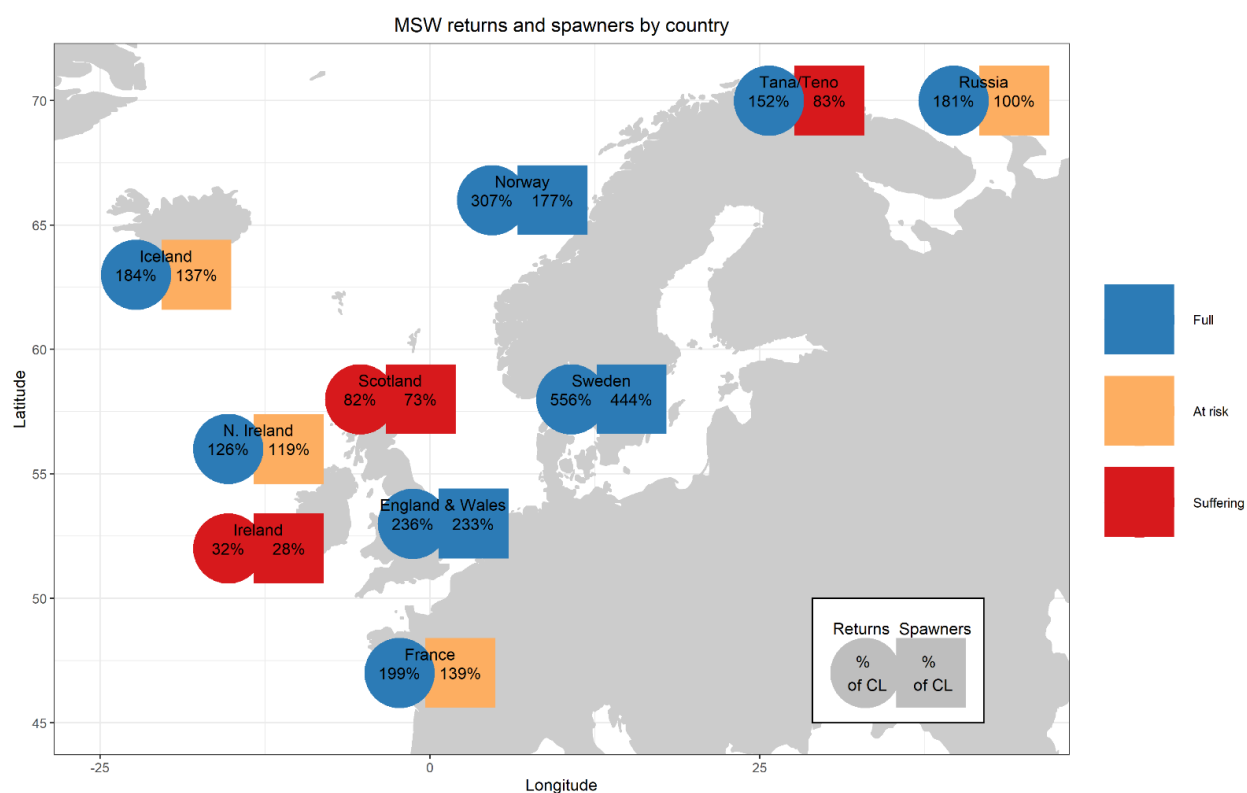 MSW returns and spawners by country
Tana/Teno
152% 83%
Russia
181% 100%
70
Norway
307% 177%
65
Iceland
184% 137%
60
Scotland
82% 73%
Sweden
556% 444%
N. Ireland
126% 119%
55
England & Wales
236% 233%
Ireland
32% 28%
50
France
199% 139%
45
Returns Spawners
% %
of CL of CL
-25 0 25
Longitude
Latitude
Full
At risk
Suffering